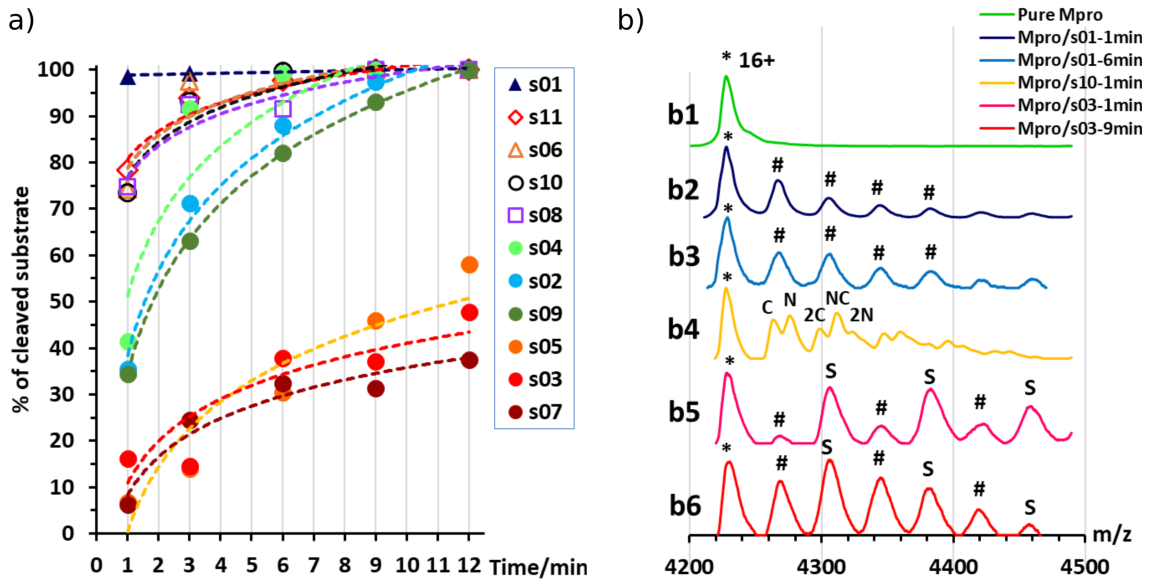 a)
% of cleaved substrate
100
90
80
70
60
50
40
30
20
10
0
0 1 2 3 4 5 6 7 8 9 10 11 12 Time/min
s01
s11
s06
s10
s08
s04
s02
s09
s05
s03
s07
b)
Pure Mpro
Mpro/s01-1min
Mpro/s01-6min
Mpro/s10-1min
Mpro/s03-1min
Mpro/s03-9min
* 16+
b1
* # # # #
b2
* # # # #
b3
* C N 2C NC 2N
b4
* # S # S # S
b5
* # S # S # S
b6
m/z
4200 4300 4400 4500